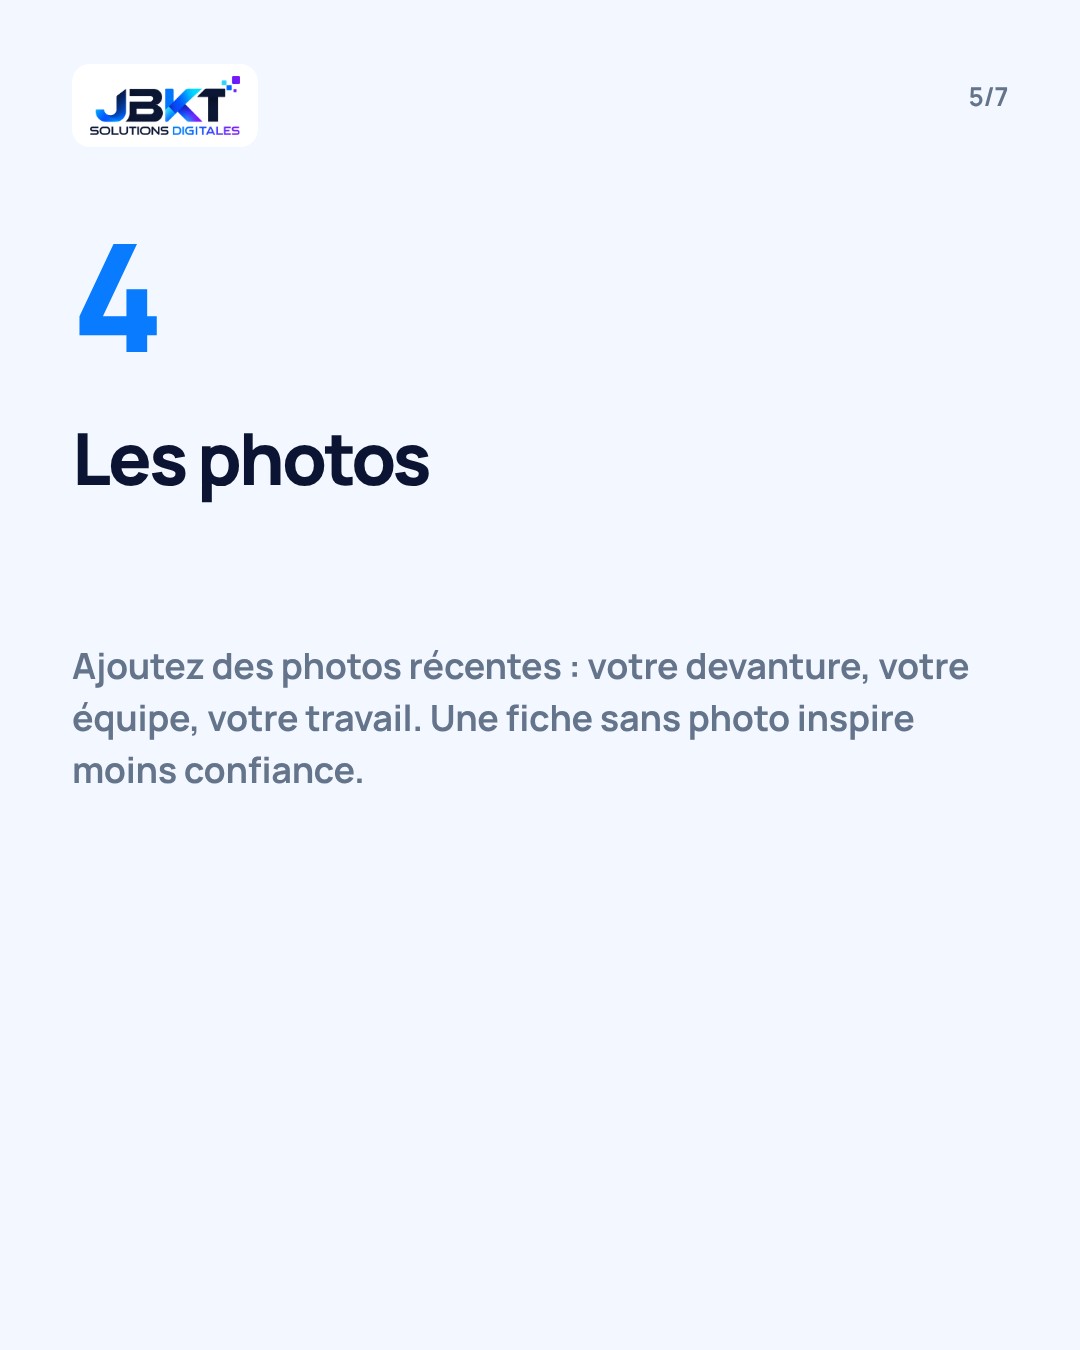 JBKT
SOLUTIONS DIGITALES
5/7
4
Les photos
Ajoutez des photos récentes : votre devanture, votre
équipe, votre travail. Une fiche sans photo inspire
moins confiance.